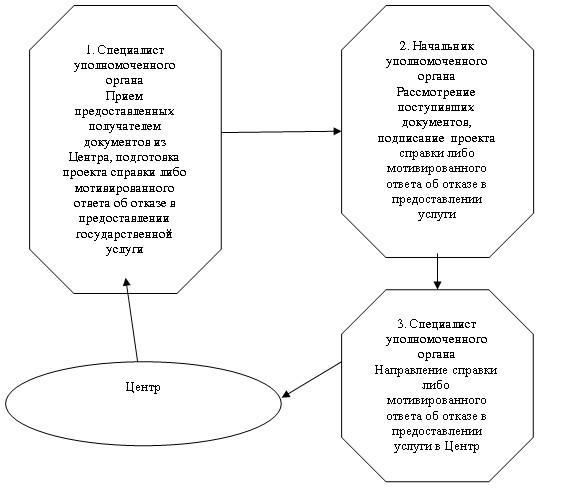 1. Специалист
уполномоченного
органа
Прием
предоставленных
получателем
документов из
Центра, подготовка
проекта справки либо
мотивированного
ответа об отказе в
предоставлении
государственной
услуги
2. Начальник
уполномоченного
органа
Рассмотрение
поступивших
документов,
подписание проекта
справки либо
мотивированного
ответа об отказе в
предоставлении
услуги
3. Специалист
уполномоченного
органа
Направление справки
либо
мотивированного
ответа об отказе в
предоставлении
услуги в Центр
Центр